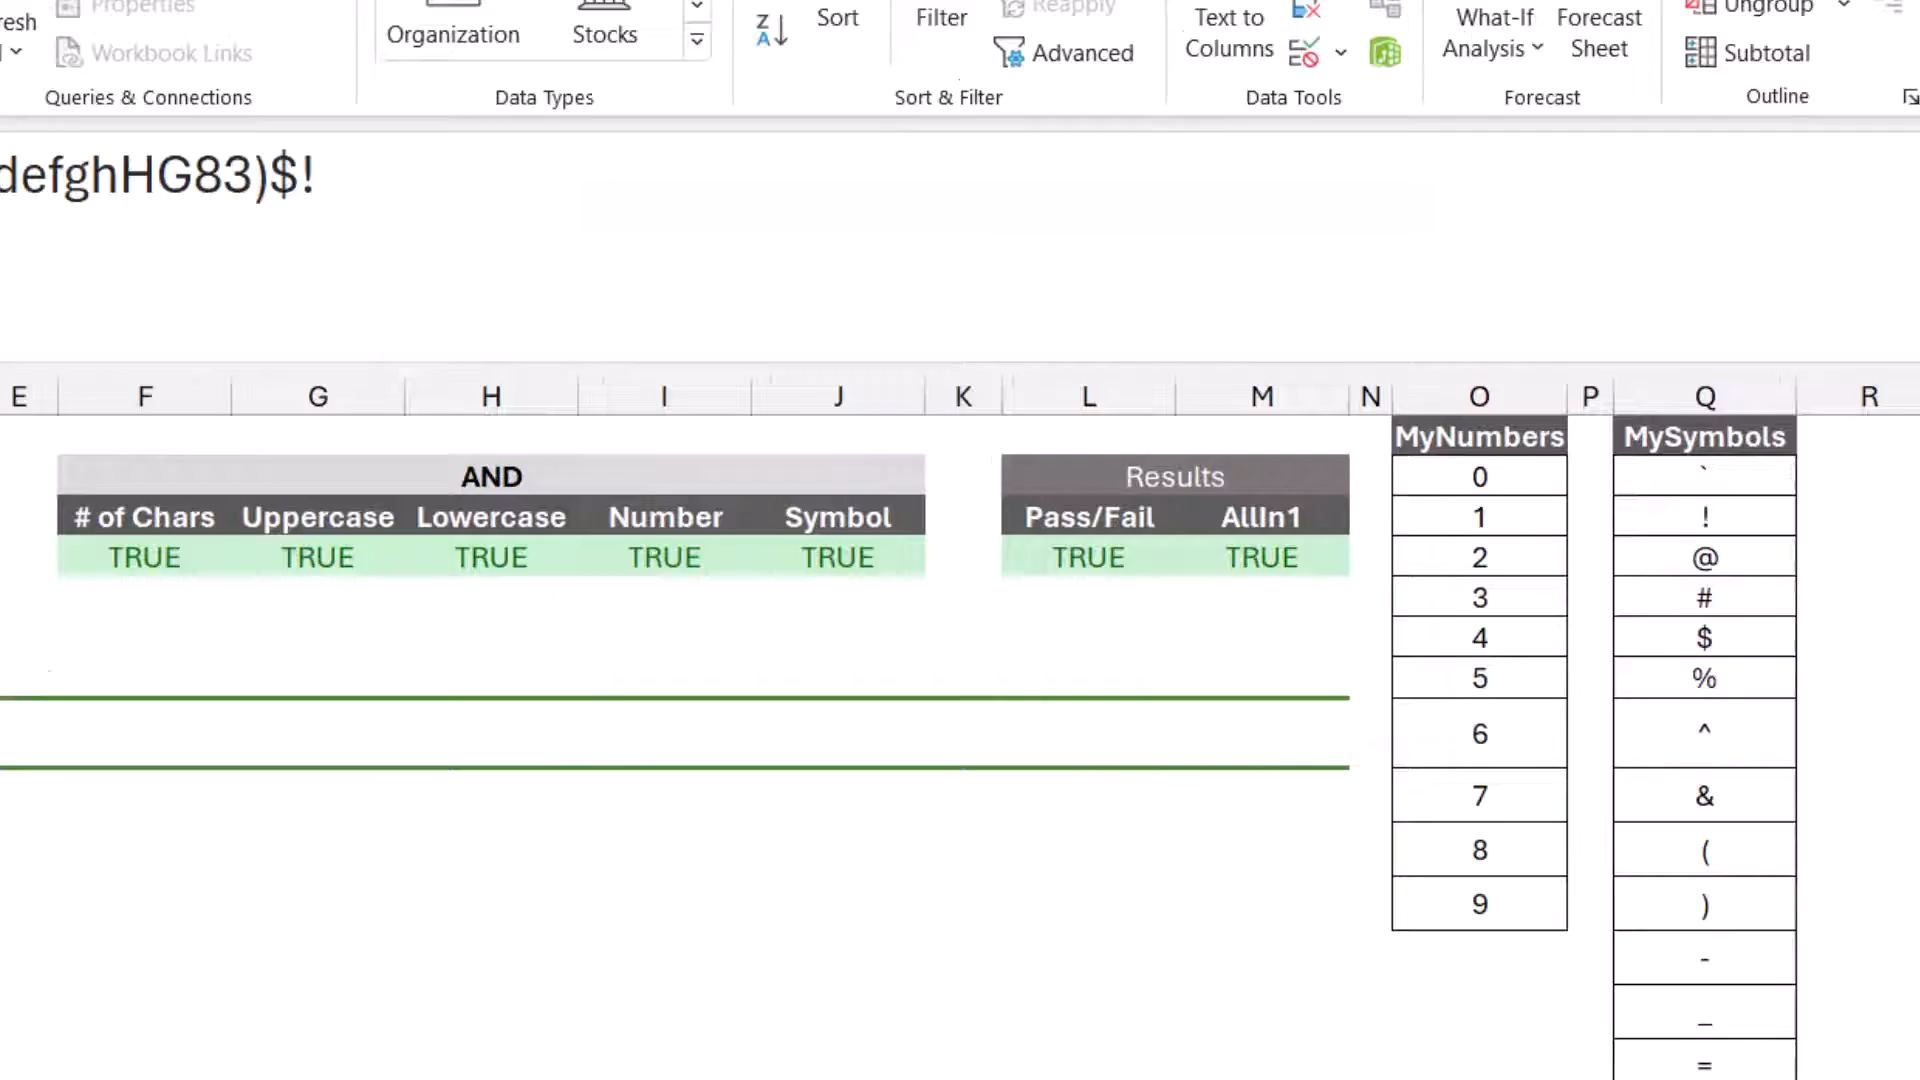 Properties
resh
Workbook Links
Organization
Stocks
Sort
Filter
Reapply
Advanced
Text to
Columns
What-If
Analysis
Forecast
Sheet
Ungroup
Subtotal
Queries & Connections
Data Types
Sort & Filter
Data Tools
Forecast
Outline
defghHG83)$!
E F G H I J K L M N O P Q R
MyNumbers MySymbols
AND Results 0 `
# of Chars Uppercase Lowercase Number Symbol Pass/Fail AllIn1 1 !
TRUE TRUE TRUE TRUE TRUE TRUE TRUE 2 @
3 #
4 $
5 %
6 ^
7 &
8 (
9 )
-
_
=